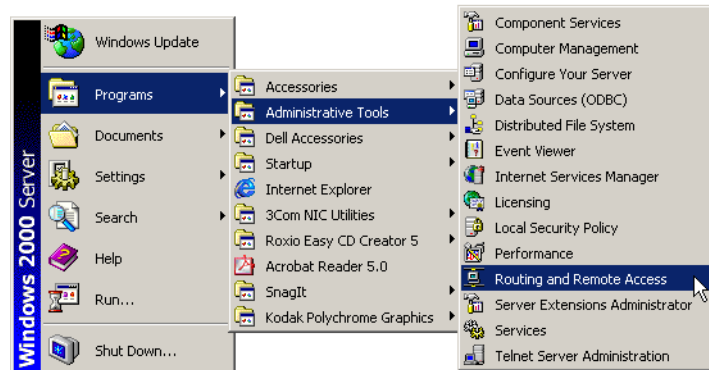 Windows 2000 Server
Windows Update
Programs
Documents
Settings
Search
Help
Run...
Shut Down...
Accessories
Administrative Tools
Dell Accessories
Startup
Internet Explorer
3Com NIC Utilities
Roxio Easy CD Creator 5
Acrobat Reader 5.0
SnagIt
Kodak Polychrome Graphics
Component Services
Computer Management
Configure Your Server
Data Sources (ODBC)
Distributed File System
Event Viewer
Internet Services Manager
Licensing
Local Security Policy
Performance
Routing and Remote Access
Server Extensions Administrator
Services
Telnet Server Administration